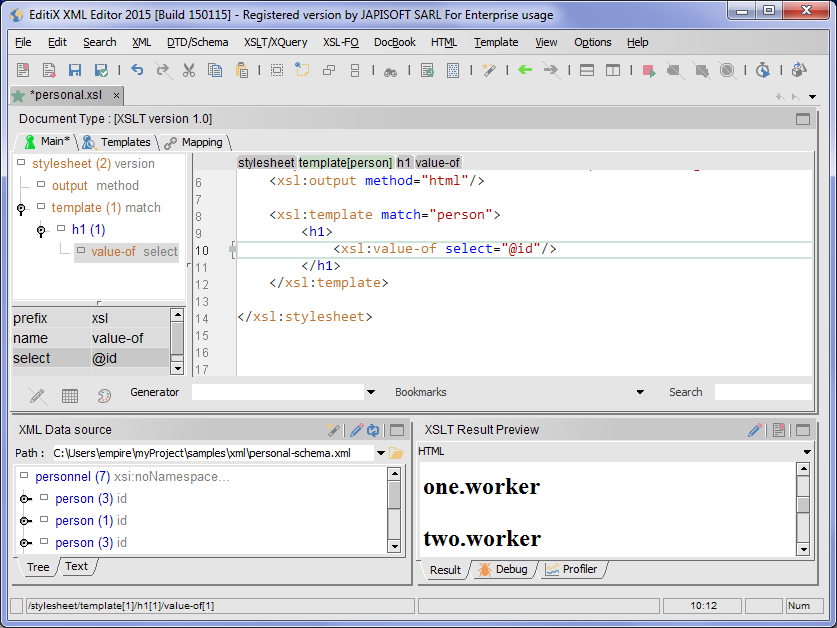 EditiX XML Editor 2015 [Build 150115] - Registered version by JAPISOFT SARL For Enterprise usage
File Edit Search XML DTD/Schema XSLT/XQuery XSL-FO DocBook HTML Template View Options Help
*personal.xsl ×
Document Type : [XSLT version 1.0]
Main* Templates Mapping
stylesheet (2) version
output method
template (1) match
h1 (1)
value-of select
prefix xsl
name value-of
select @id
stylesheet template[person] h1 value-of
6 <xsl:output method="html"/>
7
8 <xsl:template match="person">
9 <h1>
10 <xsl:value-of select="@id"/>
11 </h1>
12 </xsl:template>
13
14 </xsl:stylesheet>
15
16
17
Generator Bookmarks Search
XML Data source
Path : C:\Users\empire\myProject\samples\xml\personal-schema.xml
personnel (7) xsi:noNamespace...
person (3) id
person (1) id
person (3) id
Tree Text
XSLT Result Preview
HTML
one.worker
two.worker
Result Debug Profiler
/stylesheet/template[1]/h1[1]/value-of[1] 10:12 Num